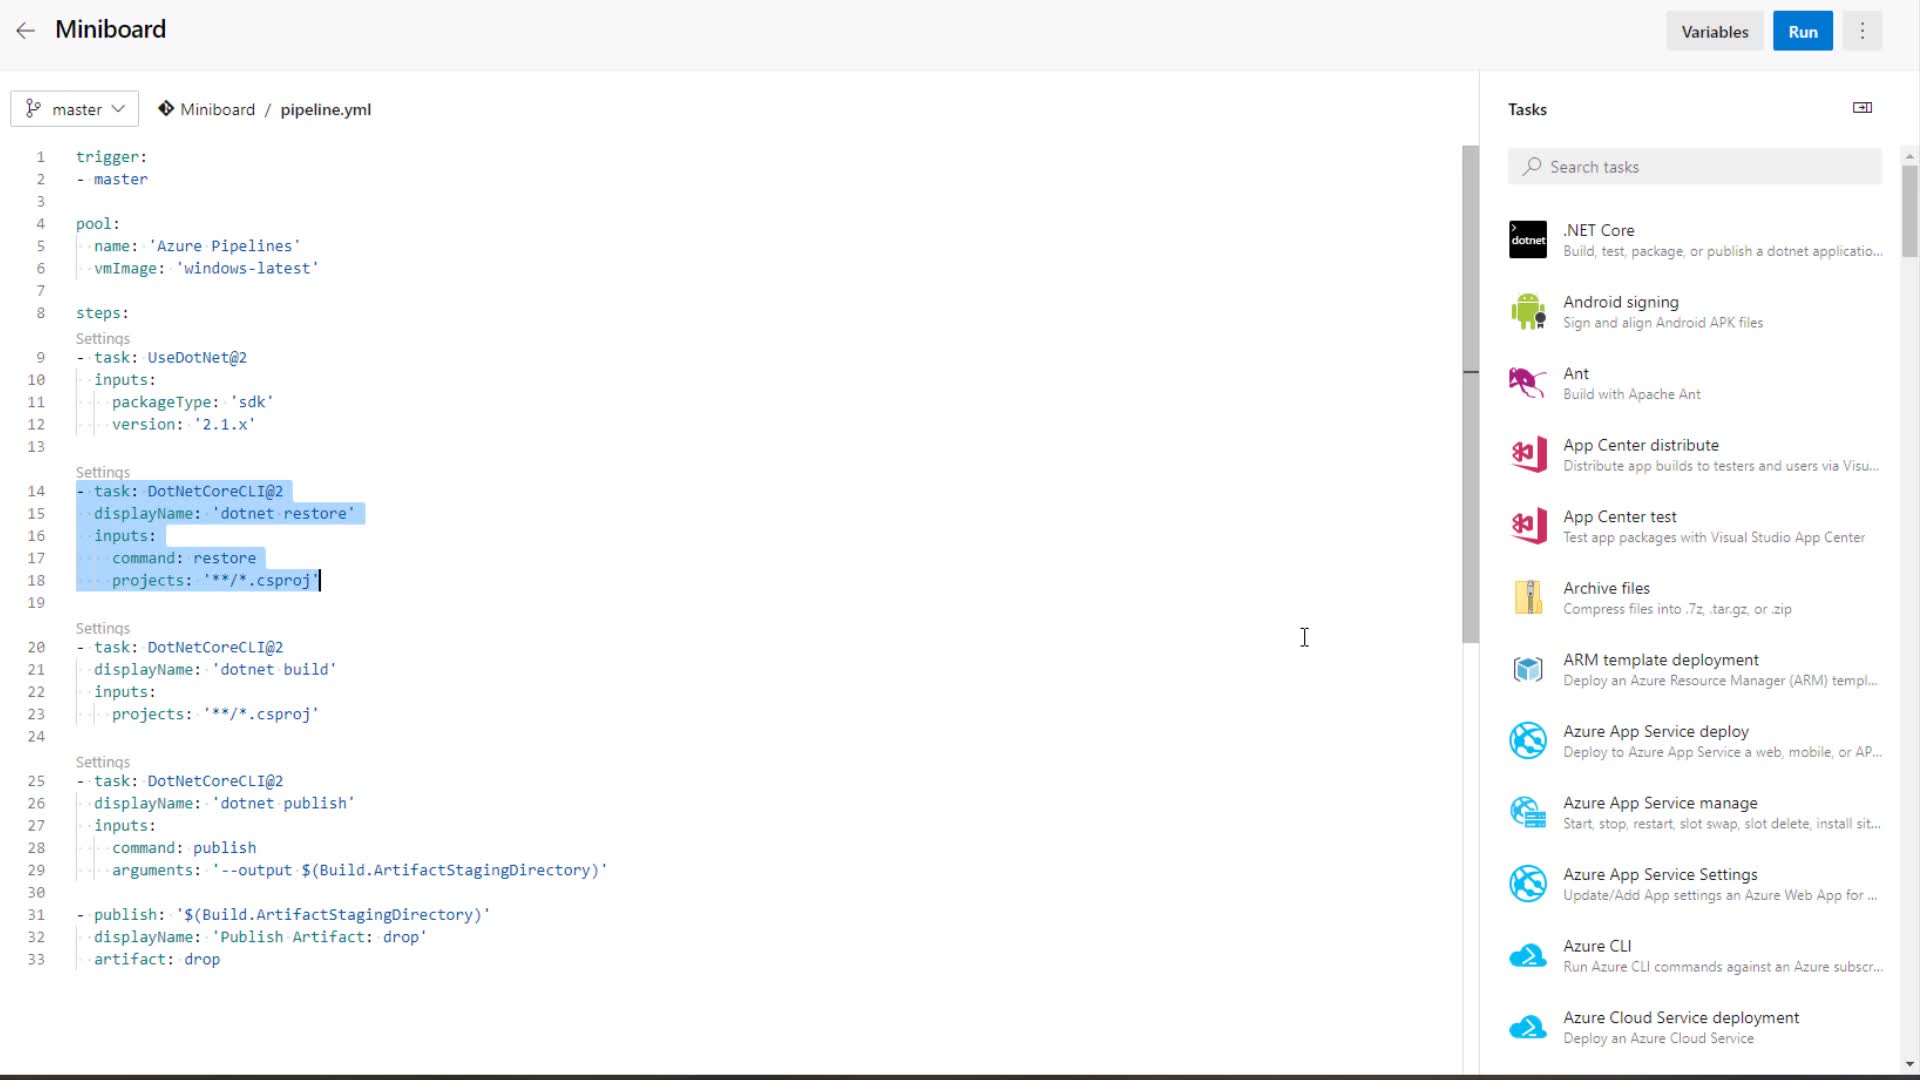 Miniboard
Variables
Run
master
Miniboard / pipeline.yml
1 trigger:
2 - master
3
4 pool:
5 name: 'Azure Pipelines'
6 vmImage: 'windows-latest'
7
8 steps:
Settings
9 - task: UseDotNet@2
10 inputs:
11 packageType: 'sdk'
12 version: '2.1.x'
13
Settings
14 - task: DotNetCoreCLI@2
15 displayName: 'dotnet restore'
16 inputs:
17 command: restore
18 projects: '**/*.csproj'
19
Settings
20 - task: DotNetCoreCLI@2
21 displayName: 'dotnet build'
22 inputs:
23 projects: '**/*.csproj'
24
Settings
25 - task: DotNetCoreCLI@2
26 displayName: 'dotnet publish'
27 inputs:
28 command: publish
29 arguments: '--output $(Build.ArtifactStagingDirectory)'
30
31 - publish: '$(Build.ArtifactStagingDirectory)'
32 displayName: 'Publish Artifact: drop'
33 artifact: drop
Tasks
Search tasks
dotnet
.NET Core
Build, test, package, or publish a dotnet applicatio...
Android signing
Sign and align Android APK files
Ant
Build with Apache Ant
App Center distribute
Distribute app builds to testers and users via Visu...
App Center test
Test app packages with Visual Studio App Center
Archive files
Compress files into .7z, .tar.gz, or .zip
ARM template deployment
Deploy an Azure Resource Manager (ARM) templ...
Azure App Service deploy
Deploy to Azure App Service a web, mobile, or AP...
Azure App Service manage
Start, stop, restart, slot swap, slot delete, install sit...
Azure App Service Settings
Update/Add App settings an Azure Web App for ...
Azure CLI
Run Azure CLI commands against an Azure subscr...
Azure Cloud Service deployment
Deploy an Azure Cloud Service